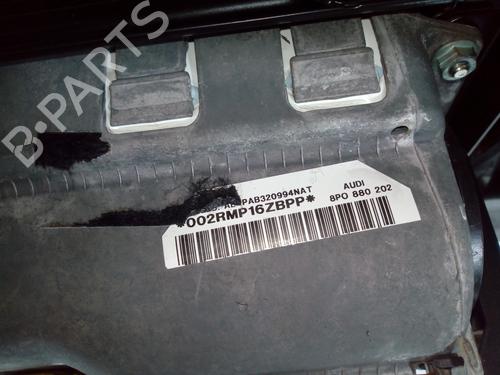 B-PARTS
PAB320994NAT
*002RMP16ZBPP*
AUDI
8P0 880 202